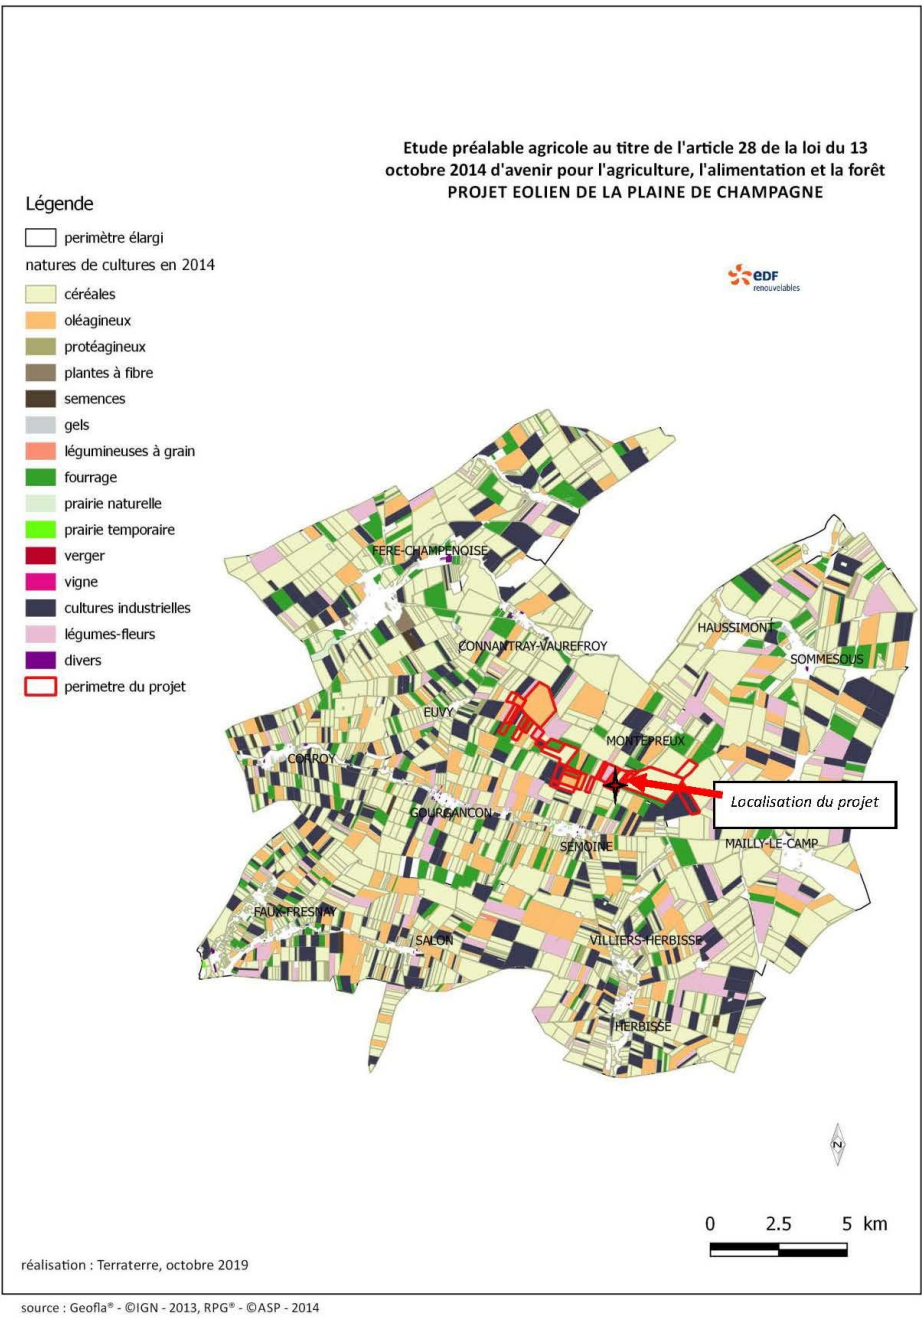 Etude préalable agricole au titre de l'article 28 de la loi du 13
octobre 2014 d'avenir pour l'agriculture, l'alimentation et la forêt
PROJET EOLIEN DE LA PLAINE DE CHAMPAGNE
Légende
perimètre élargi
natures de cultures en 2014
céréales
oléagineux
protéagineux
plantes à fibre
semences
gels
légumineuses à grain
fourrage
prairie naturelle
prairie temporaire
verger
vigne
cultures industrielles
légumes-fleurs
divers
perimetre du projet
eDF
renouvelables
FERE-CHAMPENOISE
CONNANTRAY-VAUREFROY
HAUSSIMONT
SOMMESOUS
EUVY
MONTEPREUX
CORROY
Localisation du projet
GOURGANCON
SEMOINE
MAILLY-LE-CAMP
FAUX-FRESNAY
SALON
VILLIERS-HERBISSE
HERBISSE
N
0 2.5 5 km
réalisation : Terraterre, octobre 2019
source : Geofla® - ©IGN - 2013, RPG® - ©ASP - 2014